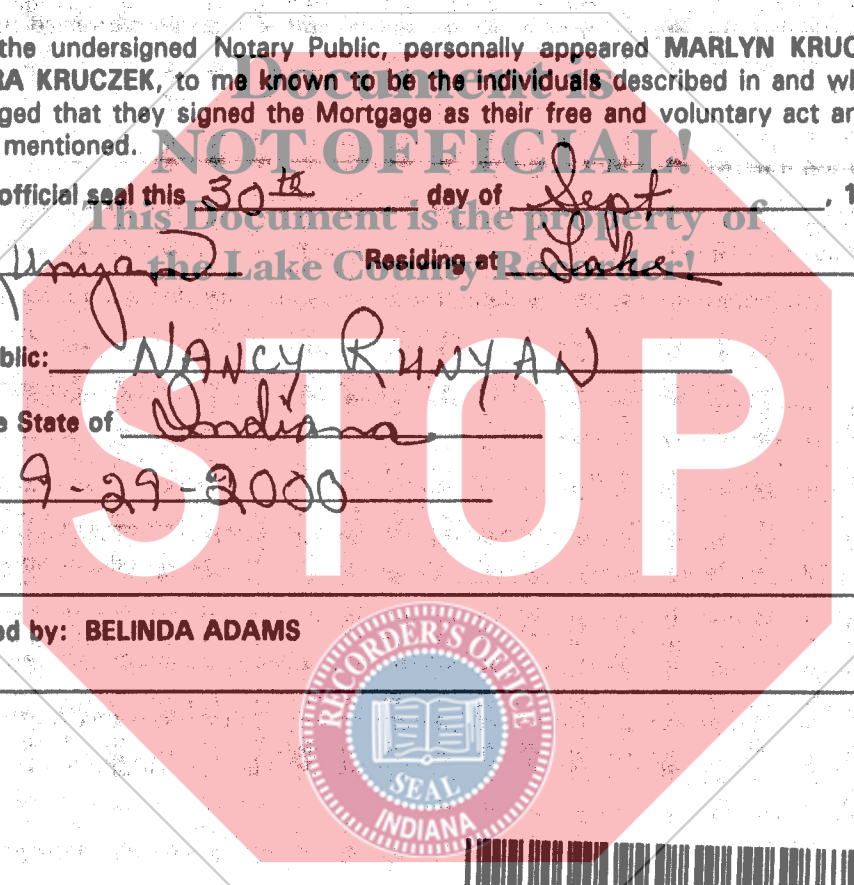 the undersigned Notary Public, personally appeared MARLYN KRUC
RA KRUCZEK, to me known to be the individuals described in and wh
ged that they signed the Mortgage as their free and voluntary act an
mentioned.
Document is
NOT OFFICIAL!
This Document is the property of
the Lake County Recorder!
official seal this 30th day of Sept, 1
Runyan Residing at Lake
blic: NANCY RUNYAN
e State of Indiana
9-29-2000
STOP
ed by: BELINDA ADAMS
RECORDER'S OFFICE
SEAL
INDIANA